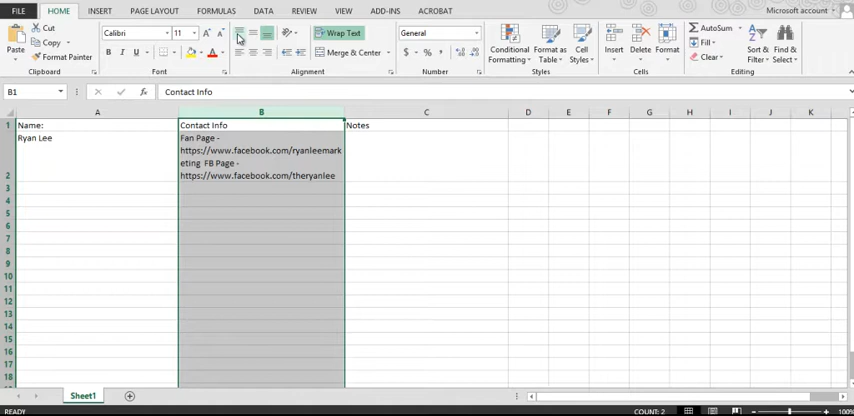 FILE HOME INSERT PAGE LAYOUT FORMULAS DATA REVIEW VIEW ADD-INS ACROBAT Microsoft account
Cut
Calibri 11 A A Wrap Text General AutoSum
Copy Fill
Paste Format Painter B I U A Merge & Center $ % , Conditional Formatting Format as Table Cell Styles Insert Delete Format Clear Sort & Filter Find & Select
Clipboard Font Alignment Number Styles Cells Editing
B1 fx Contact Info
A B C D E F G H I J K
1 Name: Contact Info Notes
Ryan Lee Fan Page -
https://www.facebook.com/ryanleemark
eting FB Page -
2 https://www.facebook.com/theryanlee
3
4
5
6
7
8
9
10
11
12
13
14
15
16
17
18
Sheet1
READY COUNT: 2 100%